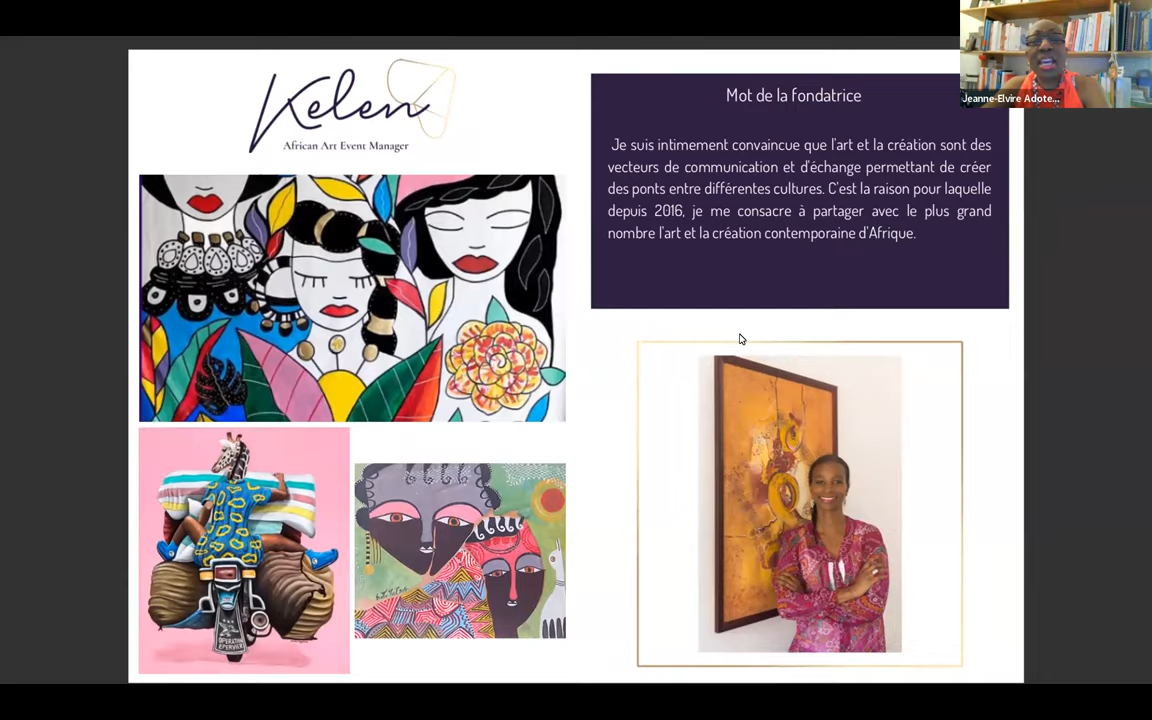 Kelen
African Art Event Manager
Mot de la fondatrice
Je suis intimement convaincue que l'art et la création sont des
vecteurs de communication et d'échange permettant de créer
des ponts entre différentes cultures. C'est la raison pour laquelle
depuis 2016, je me consacre à partager avec le plus grand
nombre l'art et la création contemporaine d'Afrique.
Jeanne-Elvire Adote...
OPERATION
EPERVIER